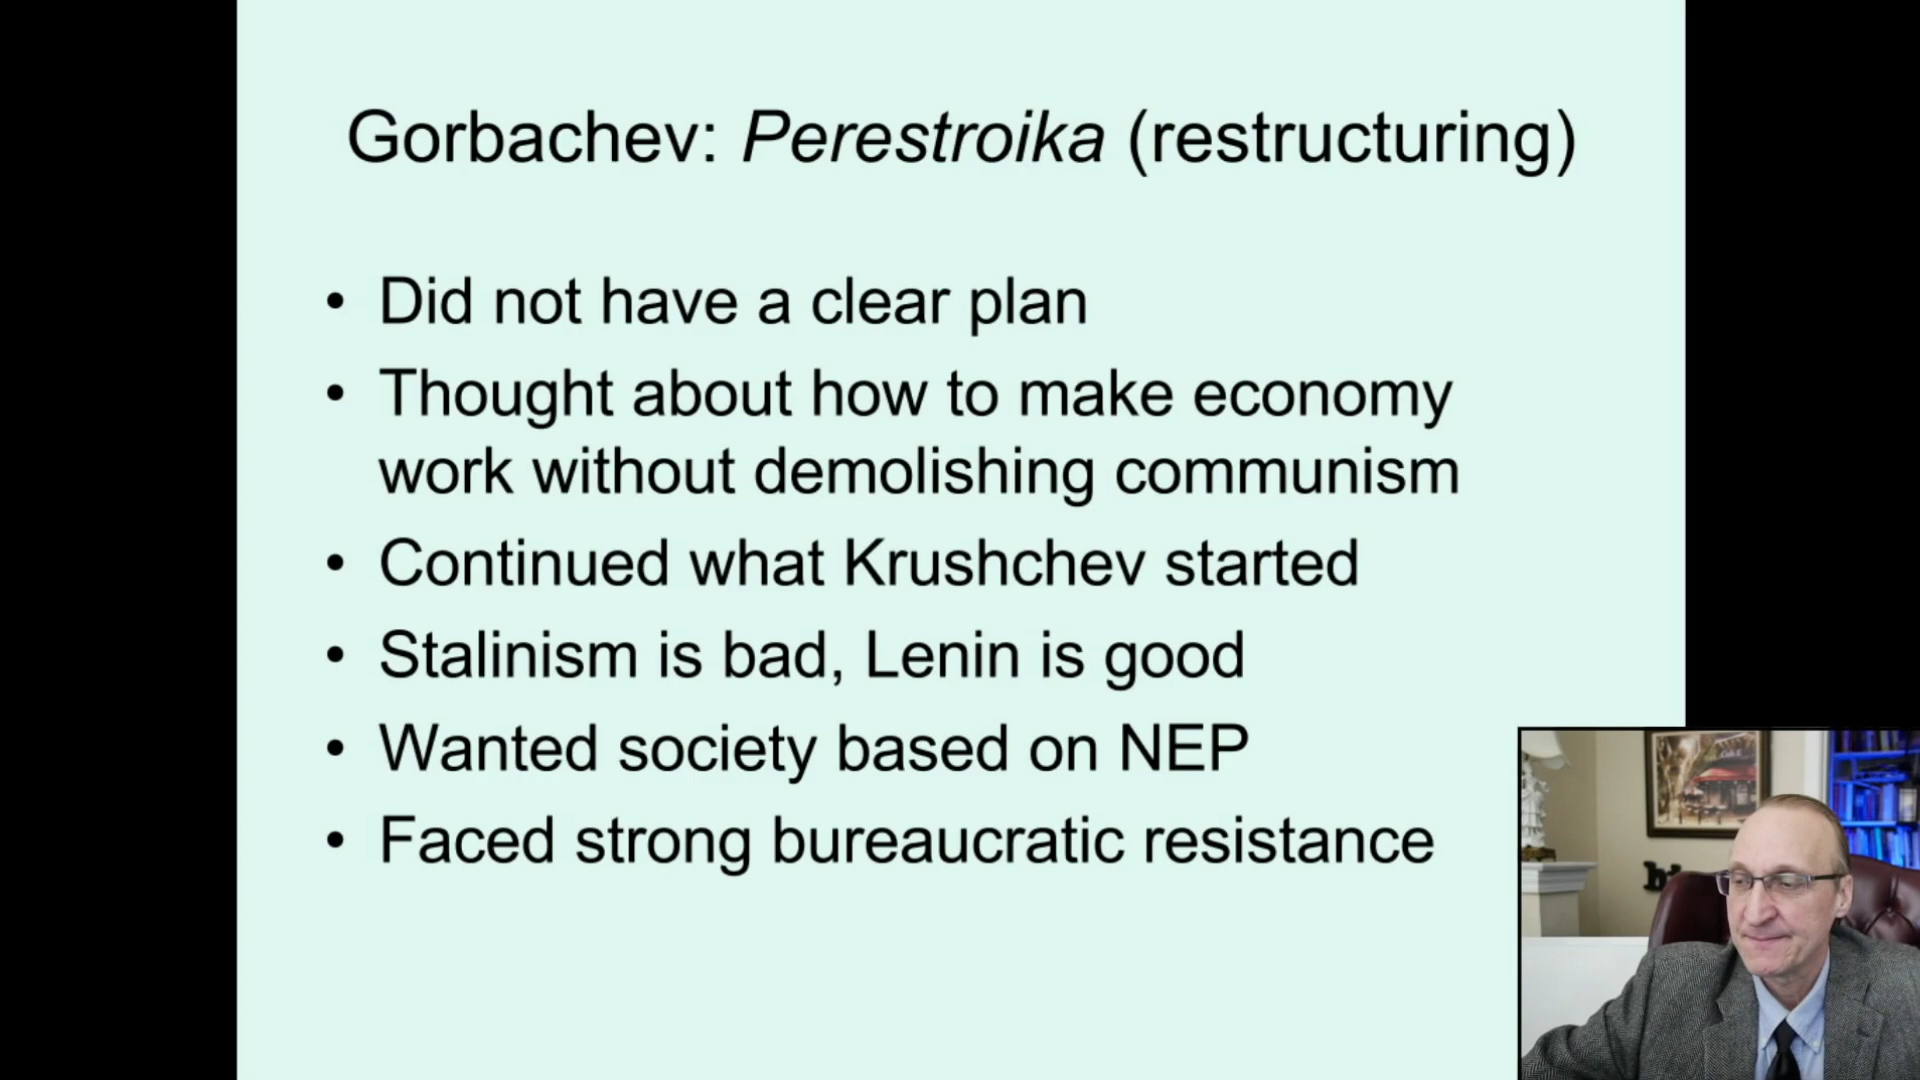 Gorbachev: Perestroika (restructuring)
• Did not have a clear plan
• Thought about how to make economy
work without demolishing communism
• Continued what Krushchev started
• Stalinism is bad, Lenin is good
• Wanted society based on NEP
• Faced strong bureaucratic resistance